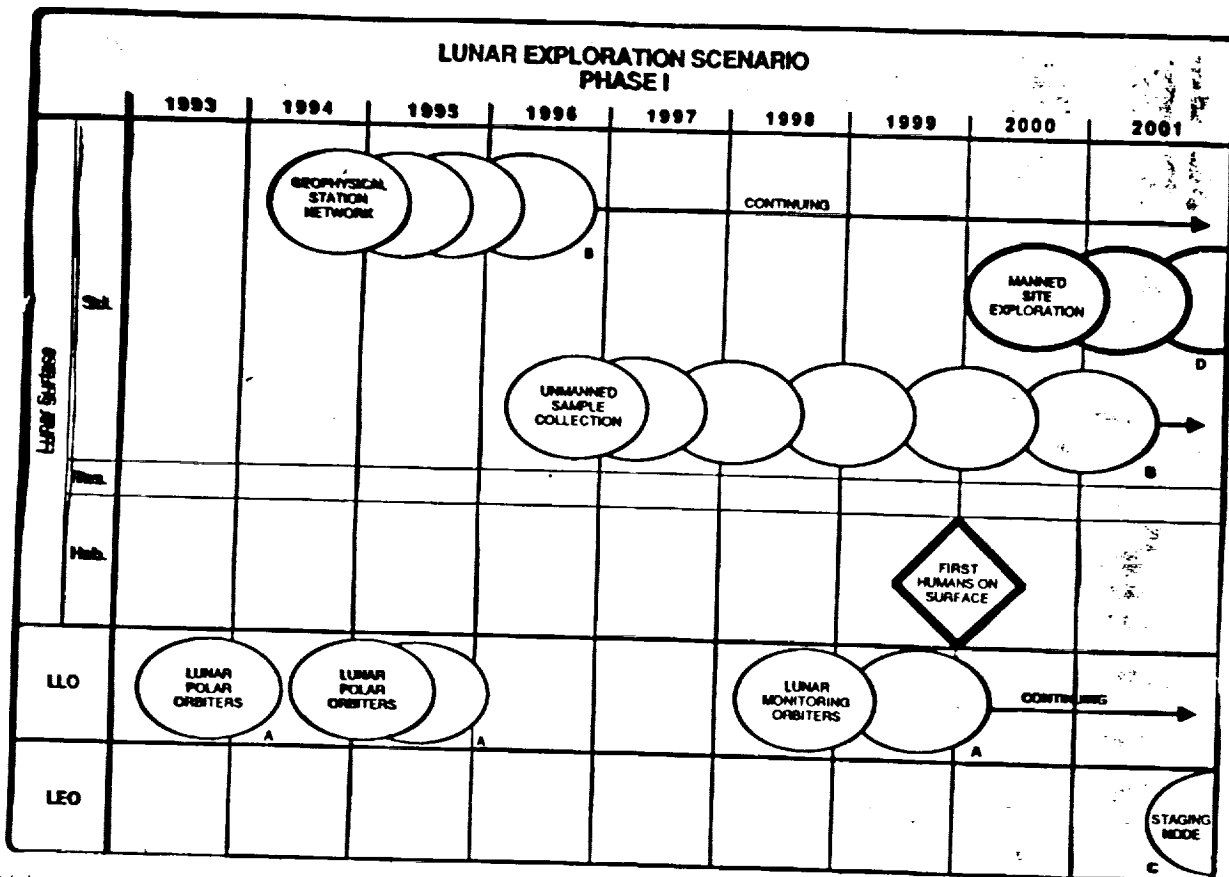 LUNAR EXPLORATION SCENARIO
PHASE I
1993 1994 1995 1996 1997 1998 1999 2000 2001
Lunar Surface
GEOPHYSICAL
STATION
NETWORK
B
CONTINUING
MANNED
SITE
EXPLORATION
D
UNMANNED
SAMPLE
COLLECTION
B
Hab.
FIRST
HUMANS ON
SURFACE
LLO
LUNAR
POLAR
ORBITERS
A
LUNAR
POLAR
ORBITERS
A
LUNAR
MONITORING
ORBITERS
A
CONTINUING
LEO
STAGING
NODE
C